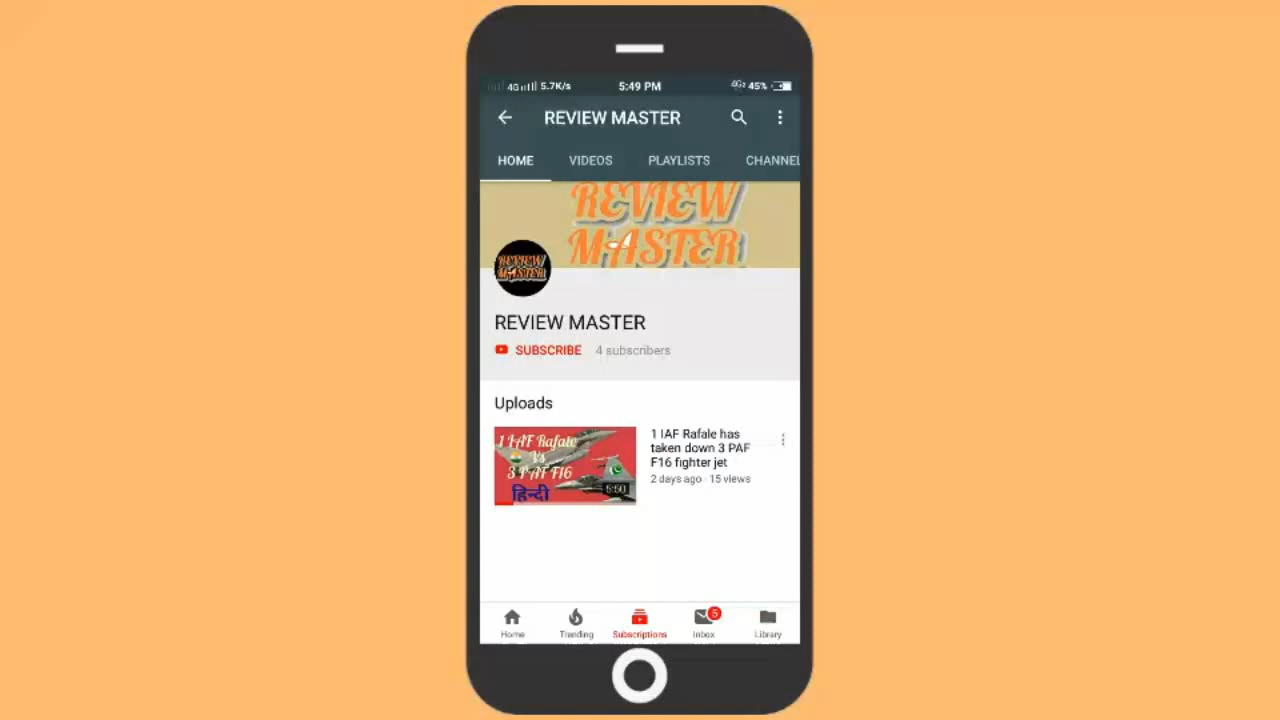 4G 5.7K/s 5:49 PM 4G 45%
REVIEW MASTER
HOME VIDEOS PLAYLISTS CHANNEL
REVIEW
MASTER
REVIEW
MASTER
REVIEW MASTER
SUBSCRIBE 4 subscribers
Uploads
1 IAF Rafale
Vs
3 PAF F16
हिन्दी
5:50
1 IAF Rafale has
taken down 3 PAF
F16 fighter jet
2 days ago · 15 views
5
Home Trending Subscriptions Inbox Library